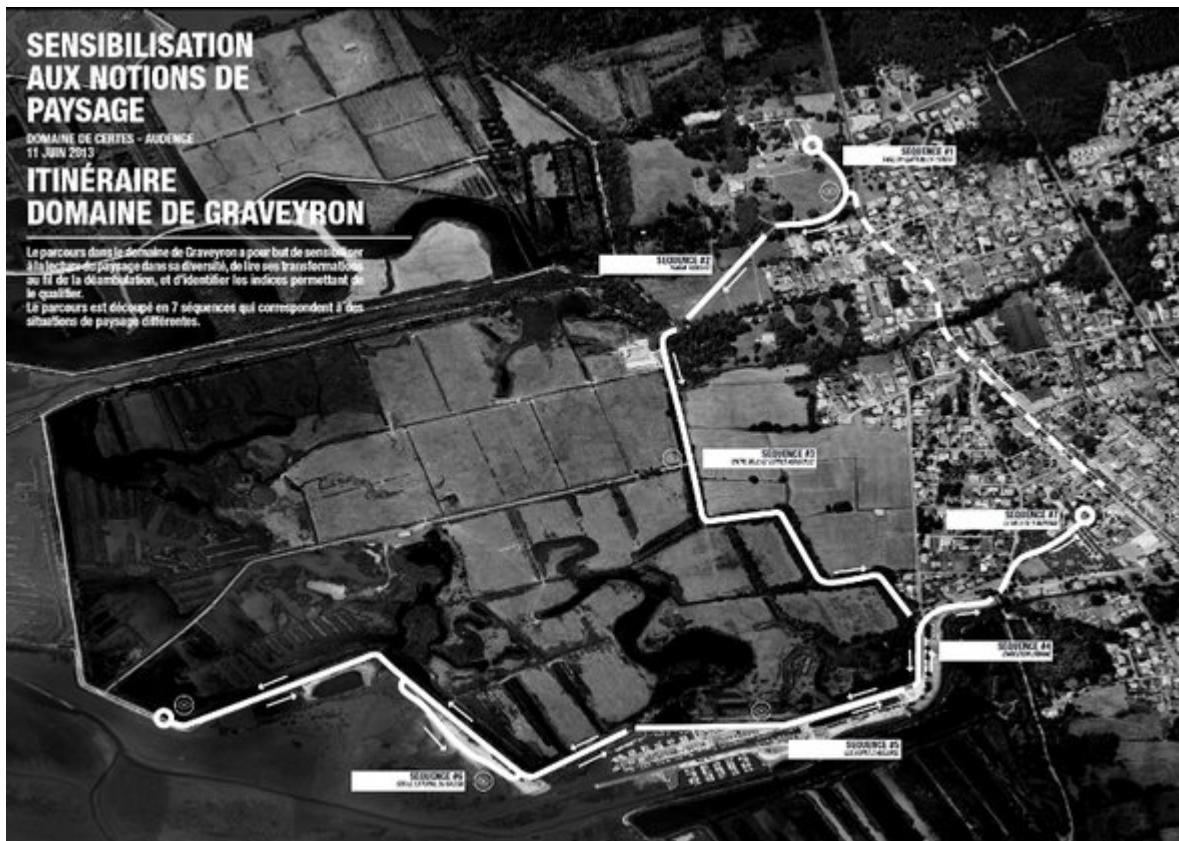 SENSIBILISATION
AUX NOTIONS DE
PAYSAGE
DOMAINE DE CERTES - AUDENGE
11 JUIN 2013
ITINÉRAIRE
DOMAINE DE GRAVEYRON
Le parcours dans le domaine de Graveyron a pour but de sensibiliser
à la lecture du paysage dans sa diversité, de lire ses transformations
au fil de la déambulation, et d'identifier les indices permettant de
le qualifier.
Le parcours est découpé en 7 séquences qui correspondent à des
situations de paysage différentes.
SEQUENCE #1
SEQUENCE #2
SEQUENCE #3
SEQUENCE #7
SEQUENCE #4
SEQUENCE #5
SEQUENCE #6